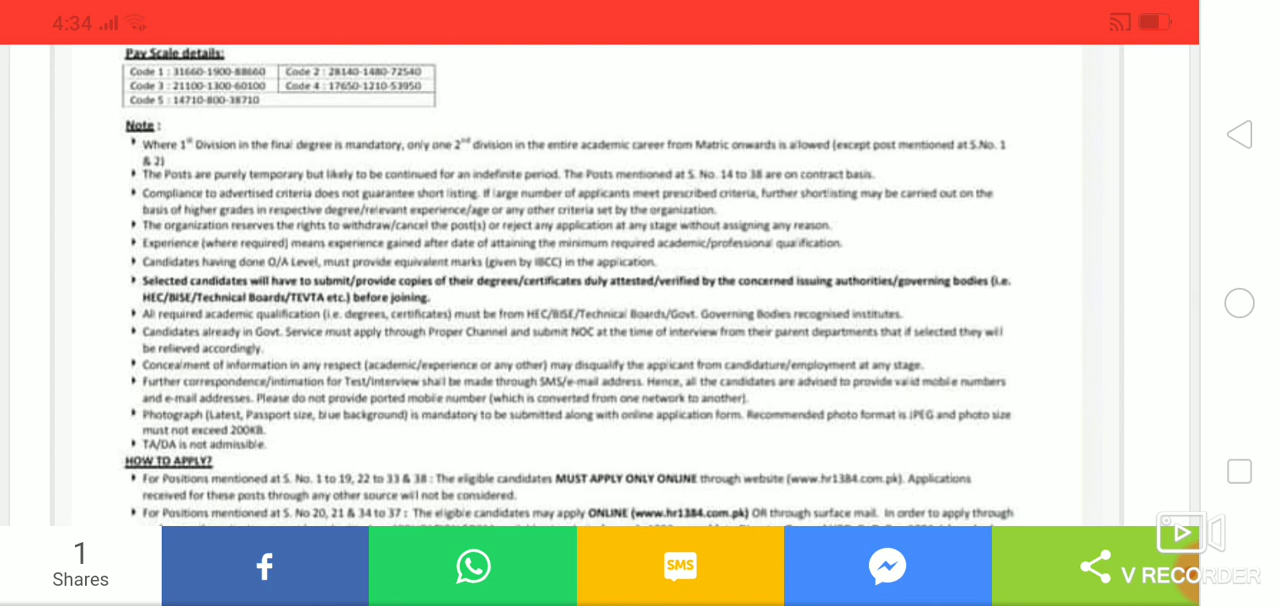 4:34
Pay Scale details:
Code 1 : 31660-1900-88660 Code 2 : 28140-1480-72540
Code 3 : 21100-1300-60100 Code 4 : 17650-1210-53950
Code 5 : 14710-800-38710
Note :
Where 1st Division in the final degree is mandatory, only one 2nd division in the entire academic career from Matric onwards is allowed (except post mentioned at S.No. 1
& 2)
The Posts are purely temporary but likely to be continued for an indefinite period. The Posts mentioned at S. No. 14 to 38 are on contract basis.
Compliance to advertised criteria does not guarantee short listing. If large number of applicants meet prescribed criteria, further shortlisting may be carried out on the
basis of higher grades in respective degree/relevant experience/age or any other criteria set by the organization.
The organization reserves the rights to withdraw/cancel the post(s) or reject any application at any stage without assigning any reason.
Experience (where required) means experience gained after date of attaining the minimum required academic/professional qualification.
Candidates having done O/A Level, must provide equivalent marks (given by IBCC) in the application.
Selected candidates will have to submit/provide copies of their degrees/certificates duly attested/verified by the concerned issuing authorities/governing bodies (i.e.
HEC/BISE/Technical Boards/TEVTA etc.) before joining.
All required academic qualification (i.e. degrees, certificates) must be from HEC/BISE/Technical Boards/Govt. Governing Bodies recognised institutes.
Candidates already in Govt. Service must apply through Proper Channel and submit NOC at the time of interview from their parent departments that if selected they will
be relieved accordingly.
Concealment of information in any respect (academic/experience or any other) may disqualify the applicant from candidature/employment at any stage.
Further correspondence/intimation for Test/Interview shall be made through SMS/e-mail address. Hence, all the candidates are advised to provide valid mobile numbers
and e-mail addresses. Please do not provide ported mobile number (which is converted from one network to another).
Photograph (Latest, Passport size, blue background) is mandatory to be submitted along with online application form. Recommended photo format is JPEG and photo size
must not exceed 200KB.
TA/DA is not admissible.
HOW TO APPLY?
For Positions mentioned at S. No. 1 to 19, 22 to 33 & 38 : The eligible candidates MUST APPLY ONLY ONLINE through website (www.hr1384.com.pk). Applications
received for these posts through any other source will not be considered.
For Positions mentioned at S. No 20, 21 & 34 to 37 : The eligible candidates may apply ONLINE (www.hr1384.com.pk) OR through surface mail. In order to apply through
1
Shares
SMS
V RECORDER